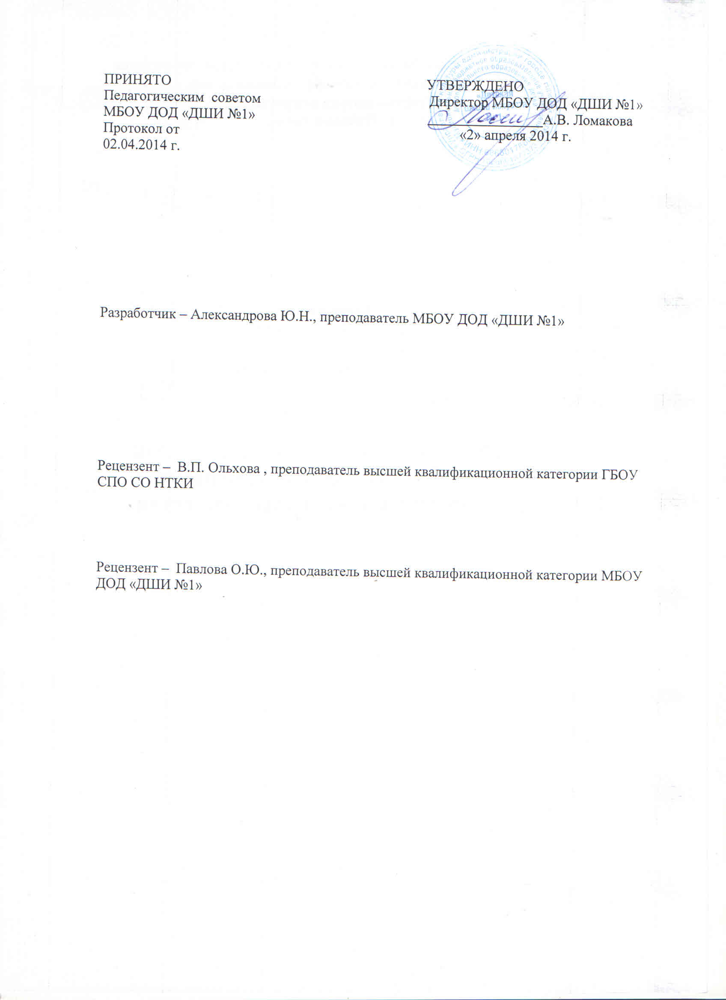 ПРИНЯТО
Педагогическим советом
МБОУ ДОД «ДШИ №1»
Протокол от
02.04.2014 г.
УТВЕРЖДЕНО
Директор МБОУ ДОД «ДШИ №1»
А.В. Ломакова
«2» апреля 2014 г.
Разработчик – Александрова Ю.Н., преподаватель МБОУ ДОД «ДШИ №1»
Рецензент – В.П. Ольхова , преподаватель высшей квалификационной категории ГБОУ
СПО СО НТКИ
Рецензент – Павлова О.Ю., преподаватель высшей квалификационной категории МБОУ
ДОД «ДШИ №1»